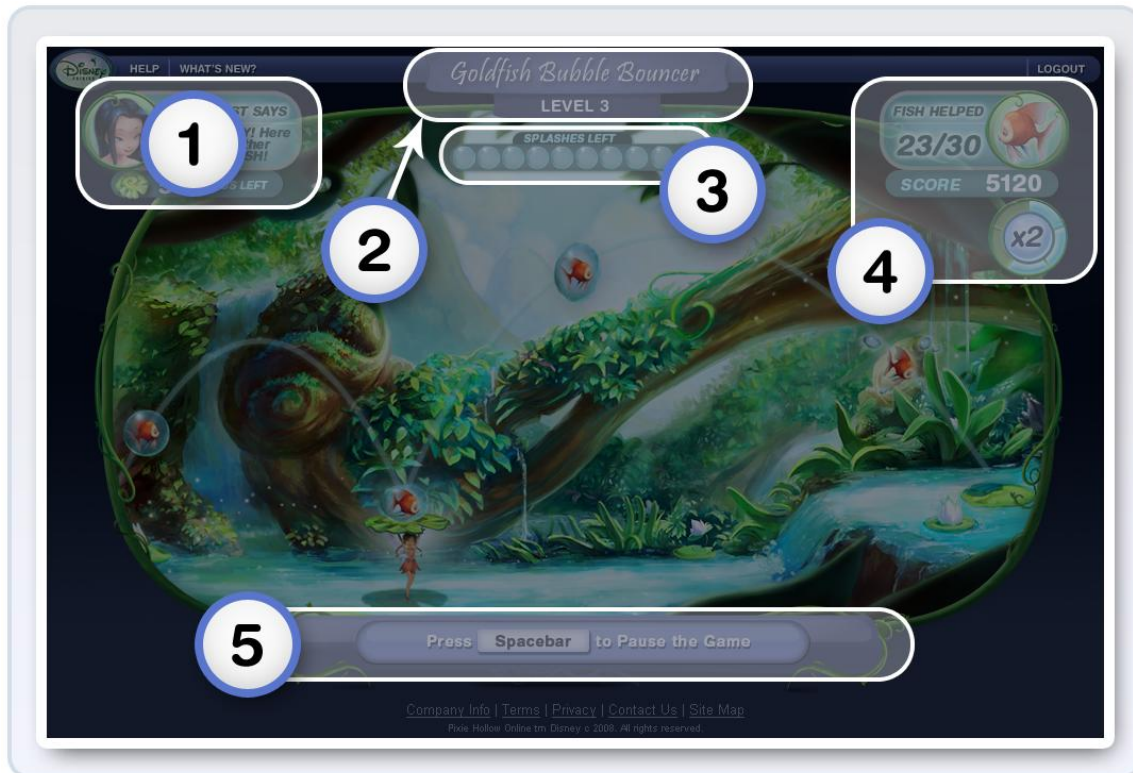 Disney
HELP | WHAT'S NEW?
Goldfish Bubble Bouncer
LOGOUT
LEVEL 3
SAYS
Here
LEFT
1
2
SPLASHES LEFT
3
FISH HELPED
23/30
SCORE 5120
x2
4
5
Press Spacebar to Pause the Game
Company Info | Terms | Privacy | Contact Us | Site Map
Pixie Hollow Online tm Disney c 2008. All rights reserved.